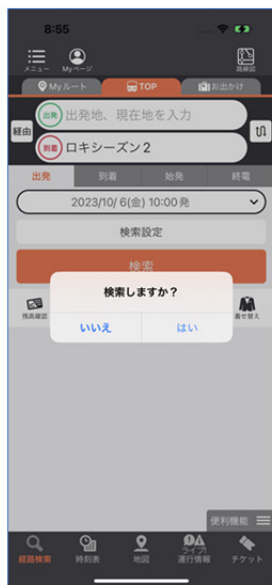 8:55
メニュー
Myページ
路線図
Myルート
TOP
お出かけ
経由
出発
出発地、現在地を入力
到着
ロキシーズン2
出発 到着 始発 終電
2023/10/ 6(金) 10:00 発
検索設定
検索
検索しますか?
いいえ はい
残高確認
着せ替え
便利機能
経路検索 時刻表 地図 ライブ!
運行情報 チケット